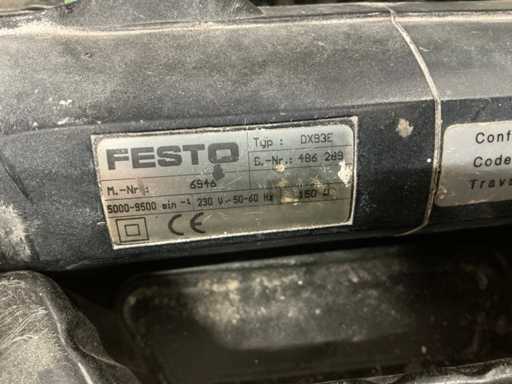 FESTO
Typ : DX93E
S.-Nr.: 486 289
M.-Nr.: 6946
5000-9500 min -1 230 V~50-60 Hz 150 W
CE
Conf
Code
Trava